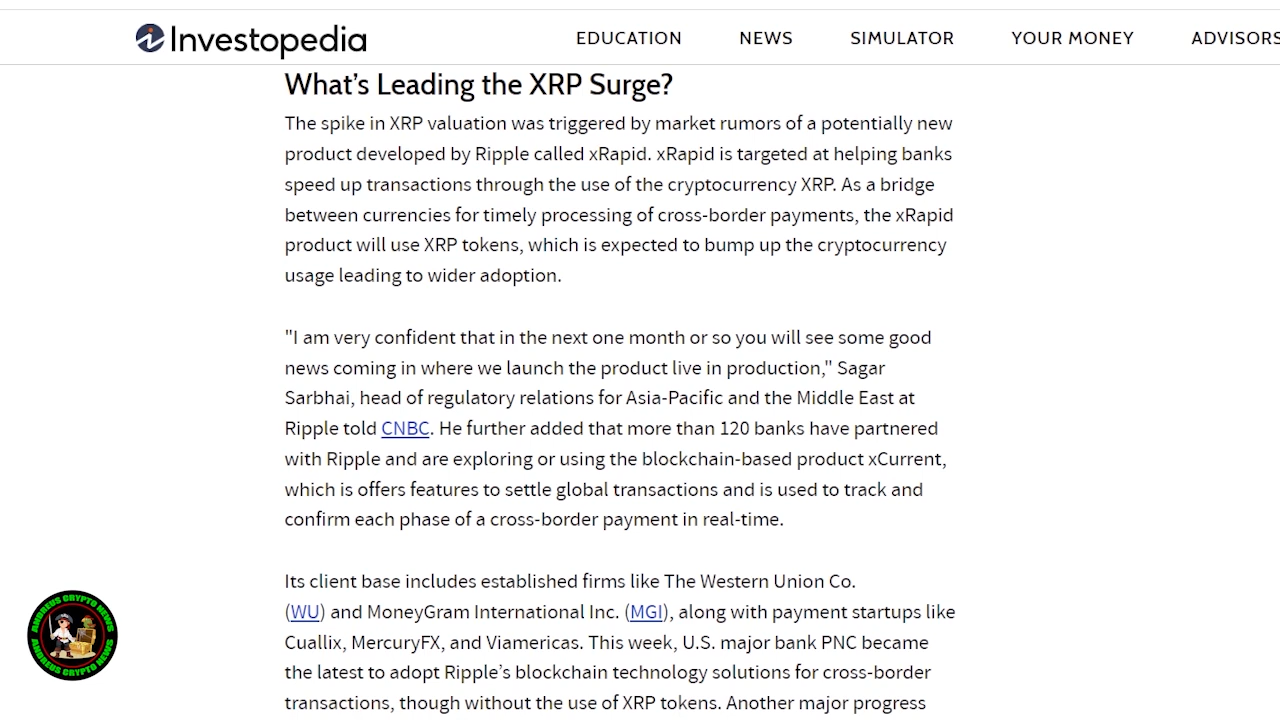 Investopedia
EDUCATION NEWS SIMULATOR YOUR MONEY ADVISORS
What’s Leading the XRP Surge?
The spike in XRP valuation was triggered by market rumors of a potentially new
product developed by Ripple called xRapid. xRapid is targeted at helping banks
speed up transactions through the use of the cryptocurrency XRP. As a bridge
between currencies for timely processing of cross-border payments, the xRapid
product will use XRP tokens, which is expected to bump up the cryptocurrency
usage leading to wider adoption.
"I am very confident that in the next one month or so you will see some good
news coming in where we launch the product live in production," Sagar
Sarbhai, head of regulatory relations for Asia-Pacific and the Middle East at
Ripple told CNBC. He further added that more than 120 banks have partnered
with Ripple and are exploring or using the blockchain-based product xCurrent,
which is offers features to settle global transactions and is used to track and
confirm each phase of a cross-border payment in real-time.
Its client base includes established firms like The Western Union Co.
(WU) and MoneyGram International Inc. (MGI), along with payment startups like
Cuallix, MercuryFX, and Viamericas. This week, U.S. major bank PNC became
the latest to adopt Ripple’s blockchain technology solutions for cross-border
transactions, though without the use of XRP tokens. Another major progress
ANDREUS CRYPTO NEWS
ANDREUS CRYPTO NEWS